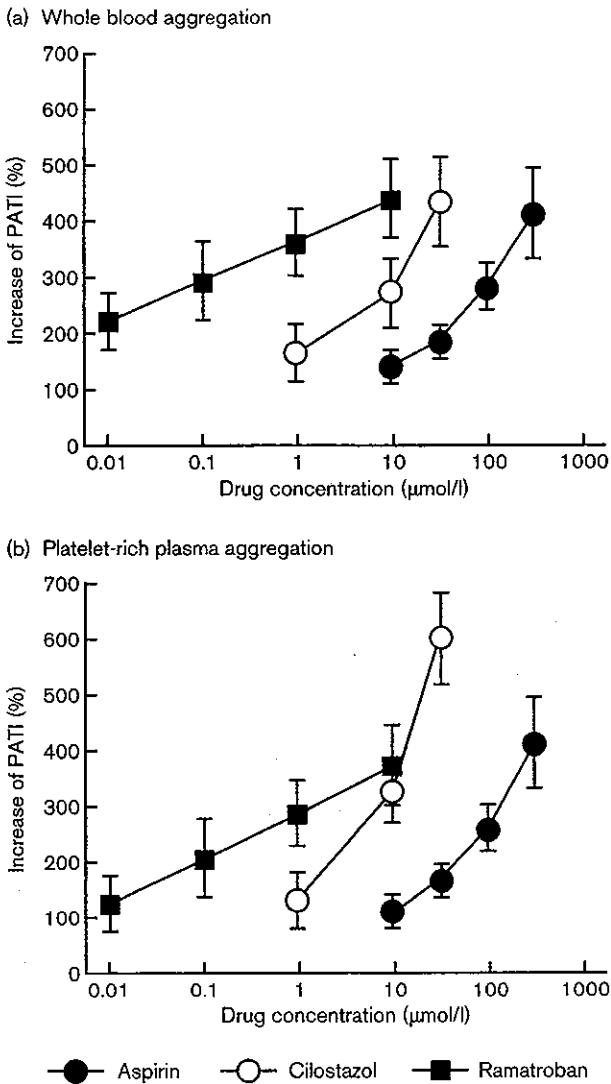 (a) Whole blood aggregation
700
600
500
400
300
200
100
0
Increase of PATI (%)
0.01 0.1 1 10 100 1000
Drug concentration (μmol/l)
(b) Platelet-rich plasma aggregation
700
600
500
400
300
200
100
0
Increase of PATI (%)
0.01 0.1 1 10 100 1000
Drug concentration (μmol/l)
Aspirin Cilostazol Ramatroban